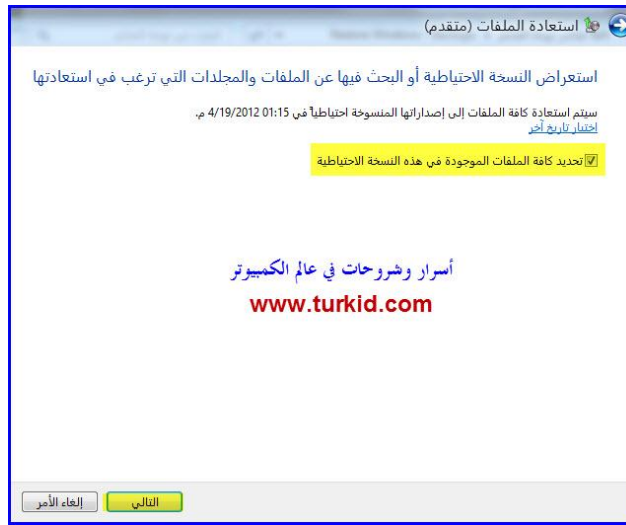 استعادة الملفات (متقدم)
استعراض النسخة الاحتياطية أو البحث فيها عن الملفات والمجلدات التي ترغب في استعادتها
سيتم استعادة كافة الملفات إلى إصداراتها المنسوخة احتياطياً في 4/19/2012 01:15 م.
اختيار تاريخ آخر
تحديد كافة الملفات الموجودة في هذه النسخة الاحتياطية
أسرار وشروحات في عالم الكمبيوتر
www.turkid.com
التالي
إلغاء الأمر